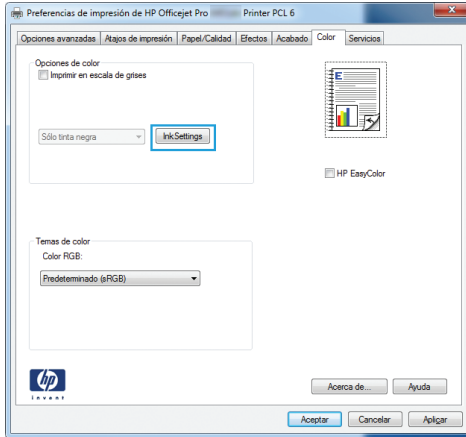 Preferencias de impresión de HP Officejet Pro Printer PCL 6
Opciones avanzadas Atajos de impresión Papel/Calidad Efectos Acabado Color Servicios
Opciones de color
Imprimir en escala de grises
Sólo tinta negra
InkSettings
E
HP EasyColor
Temas de color
Color RGB:
Predeterminado (sRGB)
hp
invent
Acerca de...
Ayuda
Aceptar
Cancelar
Aplicar